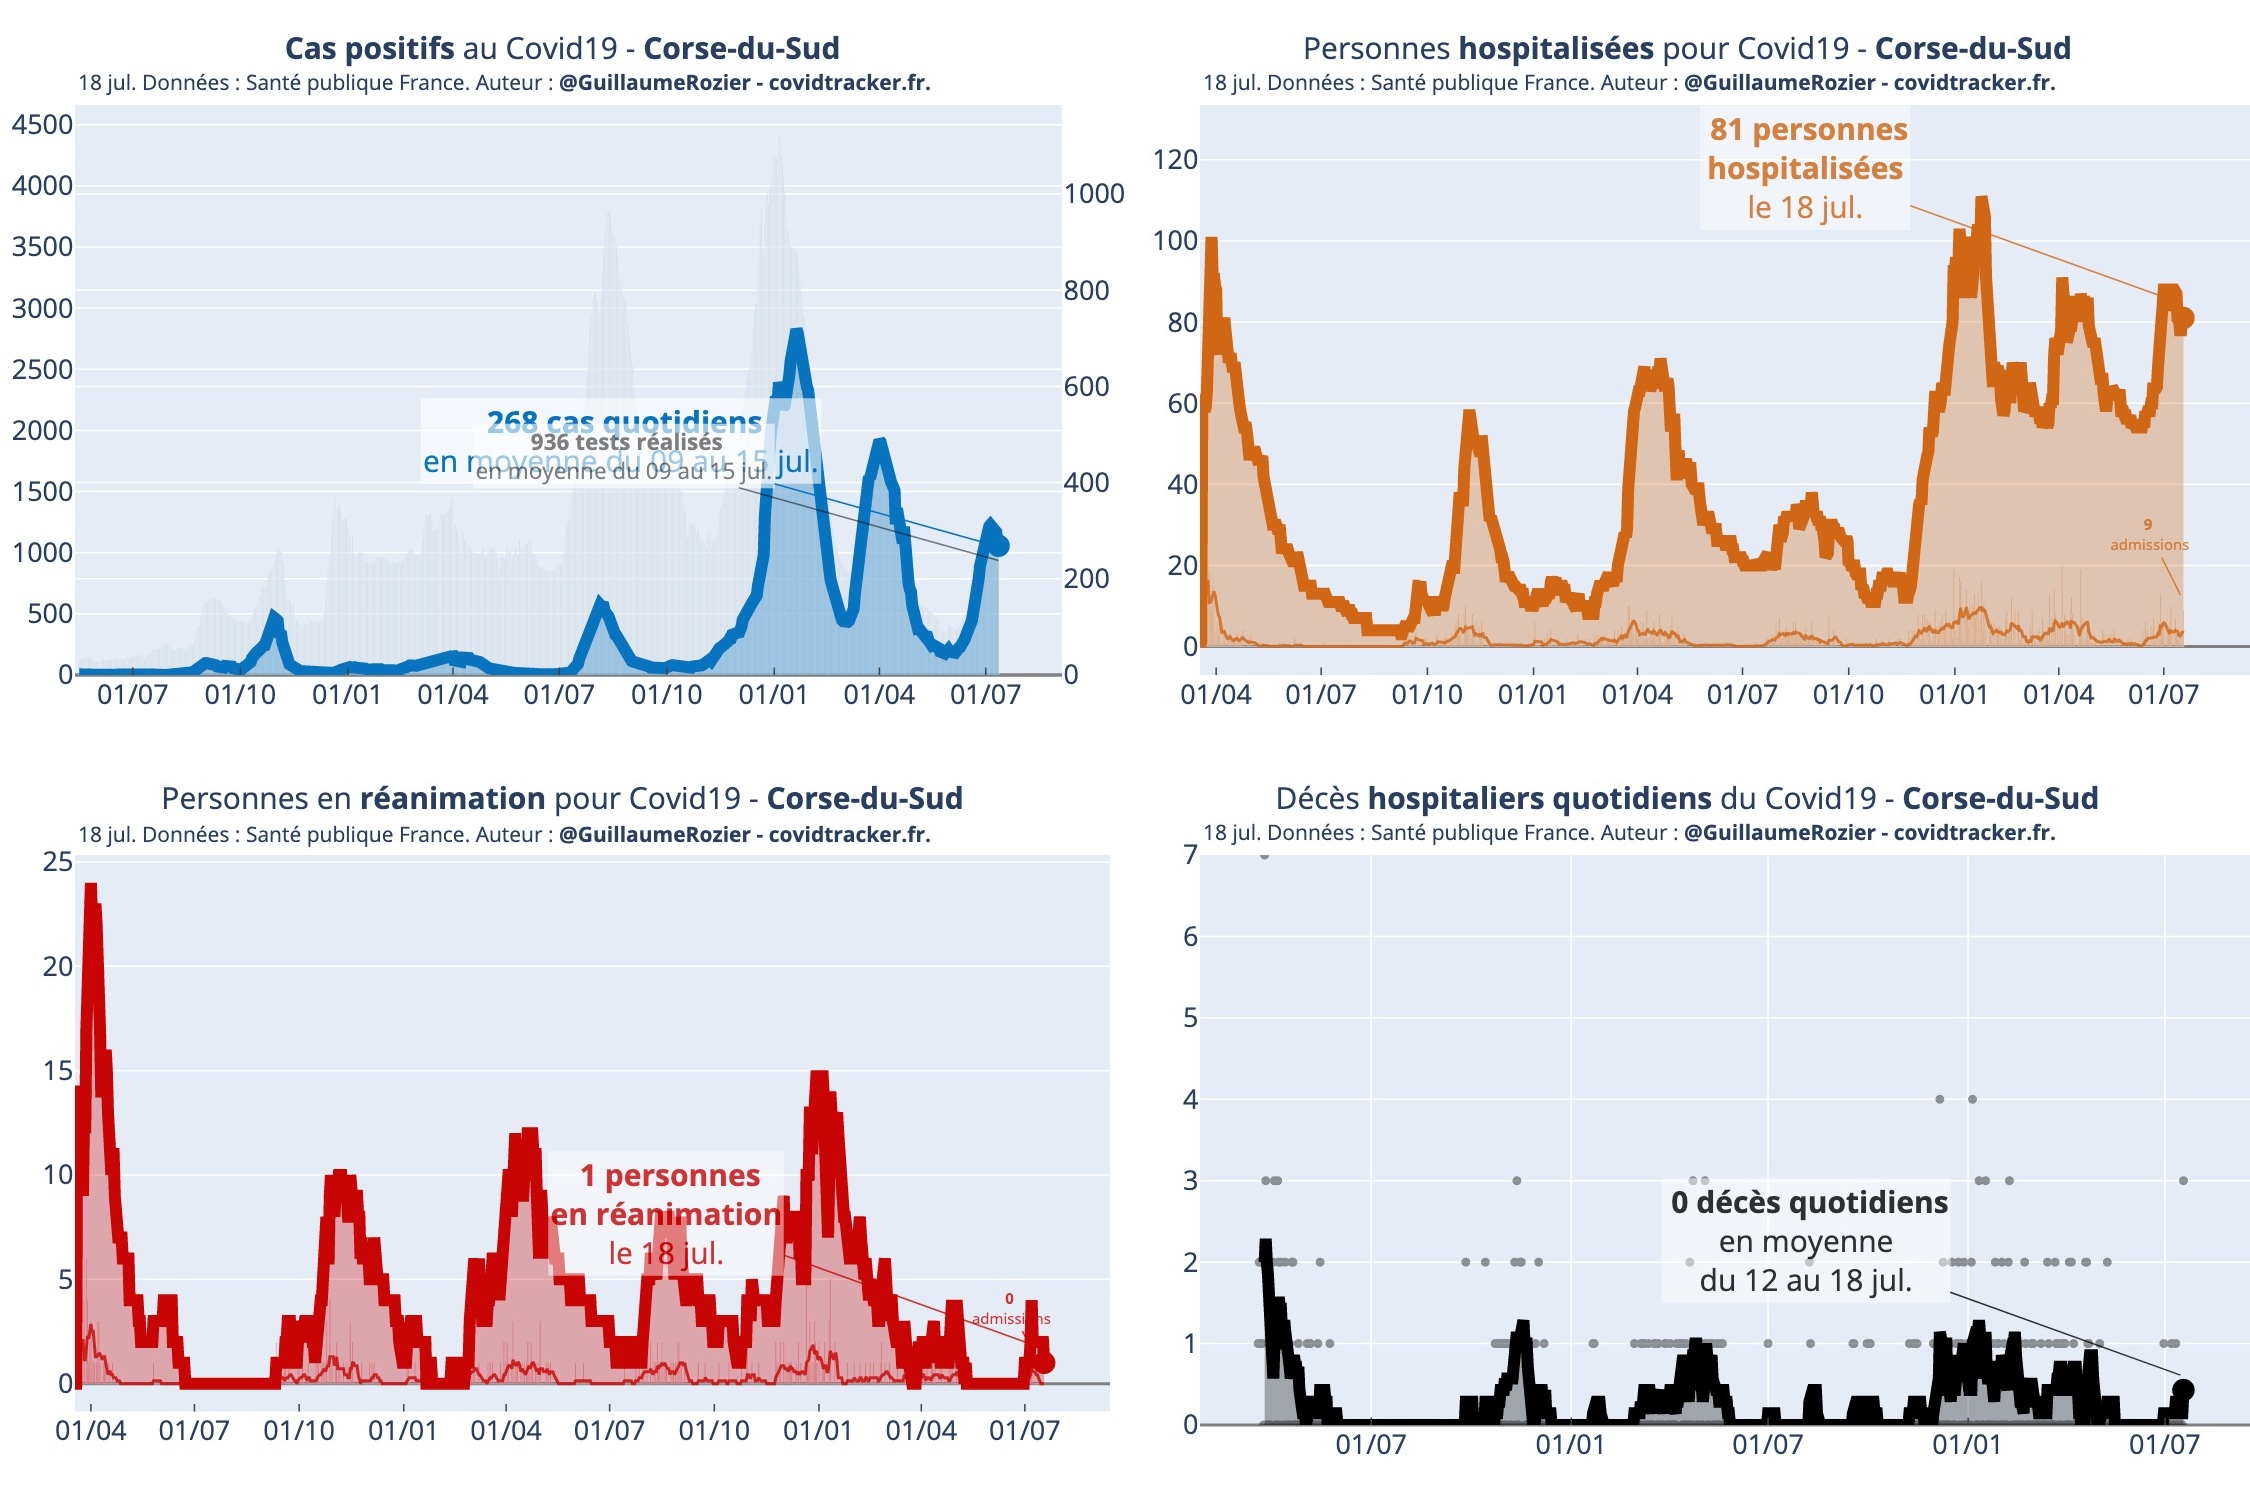 Cas positifs au Covid19 - Corse-du-Sud
18 jul. Données : Santé publique France. Auteur : @GuillaumeRozier - covidtracker.fr.
4500
4000
3500
3000
2500
2000
1500
1000
500
0
1000
800
600
400
200
0
268 cas quotidiens
en moyenne du 09 au 15 jul.
936 tests réalisés
en moyenne du 09 au 15 jul.
01/07 01/10 01/01 01/04 01/07 01/10 01/01 01/04 01/07
Personnes hospitalisées pour Covid19 - Corse-du-Sud
18 jul. Données : Santé publique France. Auteur : @GuillaumeRozier - covidtracker.fr.
120
100
80
60
40
20
0
81 personnes
hospitalisées
le 18 jul.
9
admissions
01/04 01/07 01/10 01/01 01/04 01/07 01/10 01/01 01/04 01/07
Personnes en réanimation pour Covid19 - Corse-du-Sud
18 jul. Données : Santé publique France. Auteur : @GuillaumeRozier - covidtracker.fr.
25
20
15
10
5
0
1 personnes
en réanimation
le 18 jul.
0
admissions
01/04 01/07 01/10 01/01 01/04 01/07 01/10 01/01 01/04 01/07
Décès hospitaliers quotidiens du Covid19 - Corse-du-Sud
18 jul. Données : Santé publique France. Auteur : @GuillaumeRozier - covidtracker.fr.
7
6
5
4
3
2
1
0
0 décès quotidiens
en moyenne
du 12 au 18 jul.
01/07 01/01 01/07 01/01 01/07